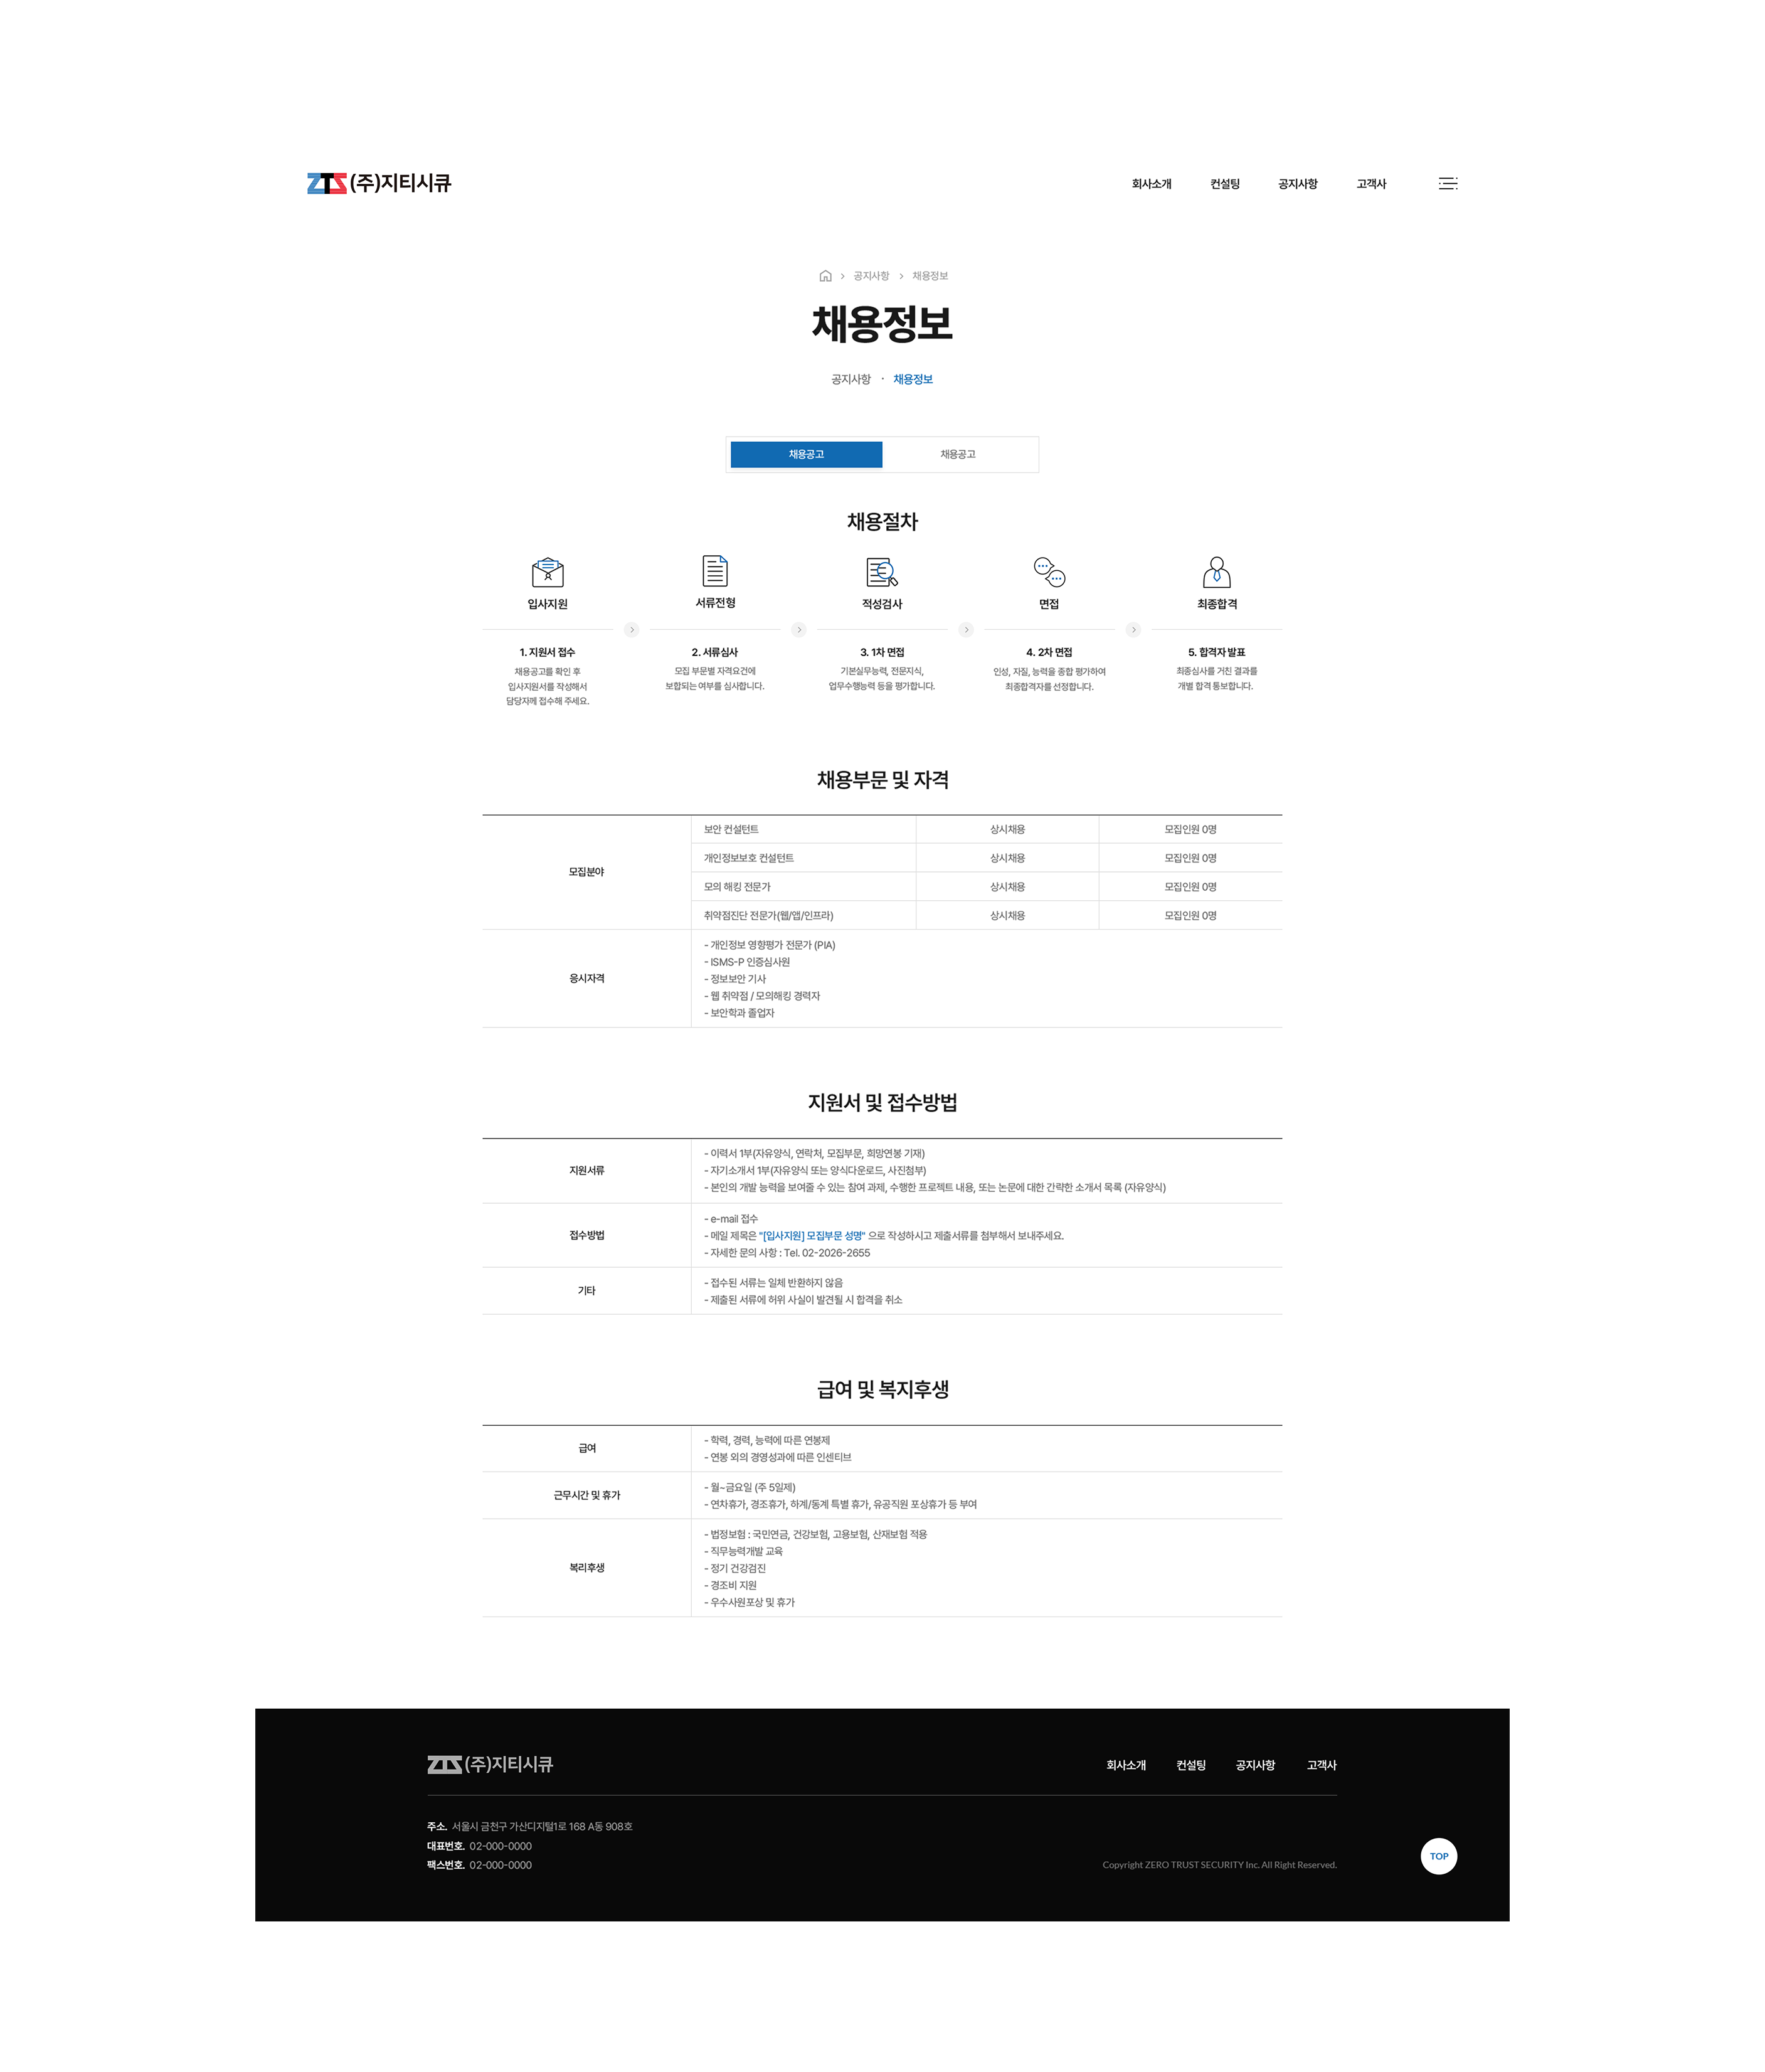 ZTS (주)지티시큐
회사소개 컨설팅 공지사항 고객사
공지사항 채용정보
채용정보
공지사항 · 채용정보
채용공고 채용공고
채용절차
입사지원 서류전형 적성검사 면접 최종합격
1. 지원서 접수
채용공고를 확인 후
입사지원서를 작성해서
담당자께 접수해 주세요.
2. 서류심사
모집 부문별 자격요건에
보합되는 여부를 심사합니다.
3. 1차 면접
기본실무능력, 전문지식,
업무수행능력 등을 평가합니다.
4. 2차 면접
인성, 자질, 능력을 종합 평가하여
최종합격자를 선정합니다.
5. 합격자 발표
최종심사를 거친 결과를
개별 합격 통보합니다.
채용부문 및 자격
모집분야
보안 컨설턴트 상시채용 모집인원 0명
개인정보보호 컨설턴트 상시채용 모집인원 0명
모의 해킹 전문가 상시채용 모집인원 0명
취약점진단 전문가(웹/앱/인프라) 상시채용 모집인원 0명
응시자격
- 개인정보 영향평가 전문가 (PIA)
- ISMS-P 인증심사원
- 정보보안 기사
- 웹 취약점 / 모의해킹 경력자
- 보안학과 졸업자
지원서 및 접수방법
지원서류
- 이력서 1부(자유양식, 연락처, 모집부문, 희망연봉 기재)
- 자기소개서 1부(자유양식 또는 양식다운로드, 사진첨부)
- 본인의 개발 능력을 보여줄 수 있는 참여 과제, 수행한 프로젝트 내용, 또는 논문에 대한 간략한 소개서 목록 (자유양식)
접수방법
- e-mail 접수
- 메일 제목은 "[입사지원] 모집부문 성명" 으로 작성하시고 제출서류를 첨부해서 보내주세요.
- 자세한 문의 사항 : Tel. 02-2026-2655
기타
- 접수된 서류는 일체 반환하지 않음
- 제출된 서류에 허위 사실이 발견될 시 합격을 취소
급여 및 복지후생
급여
- 학력, 경력, 능력에 따른 연봉제
- 연봉 외의 경영성과에 따른 인센티브
근무시간 및 휴가
- 월~금요일 (주 5일제)
- 연차휴가, 경조휴가, 하계/동계 특별 휴가, 유공직원 포상휴가 등 부여
복리후생
- 법정보험 : 국민연금, 건강보험, 고용보험, 산재보험 적용
- 직무능력개발 교육
- 정기 건강검진
- 경조비 지원
- 우수사원포상 및 휴가
ZTS (주)지티시큐
회사소개 컨설팅 공지사항 고객사
주소. 서울시 금천구 가산디지털1로 168 A동 908호
대표번호. 02-000-0000
팩스번호. 02-000-0000
Copyright ZERO TRUST SECURITY Inc. All Right Reserved.
TOP